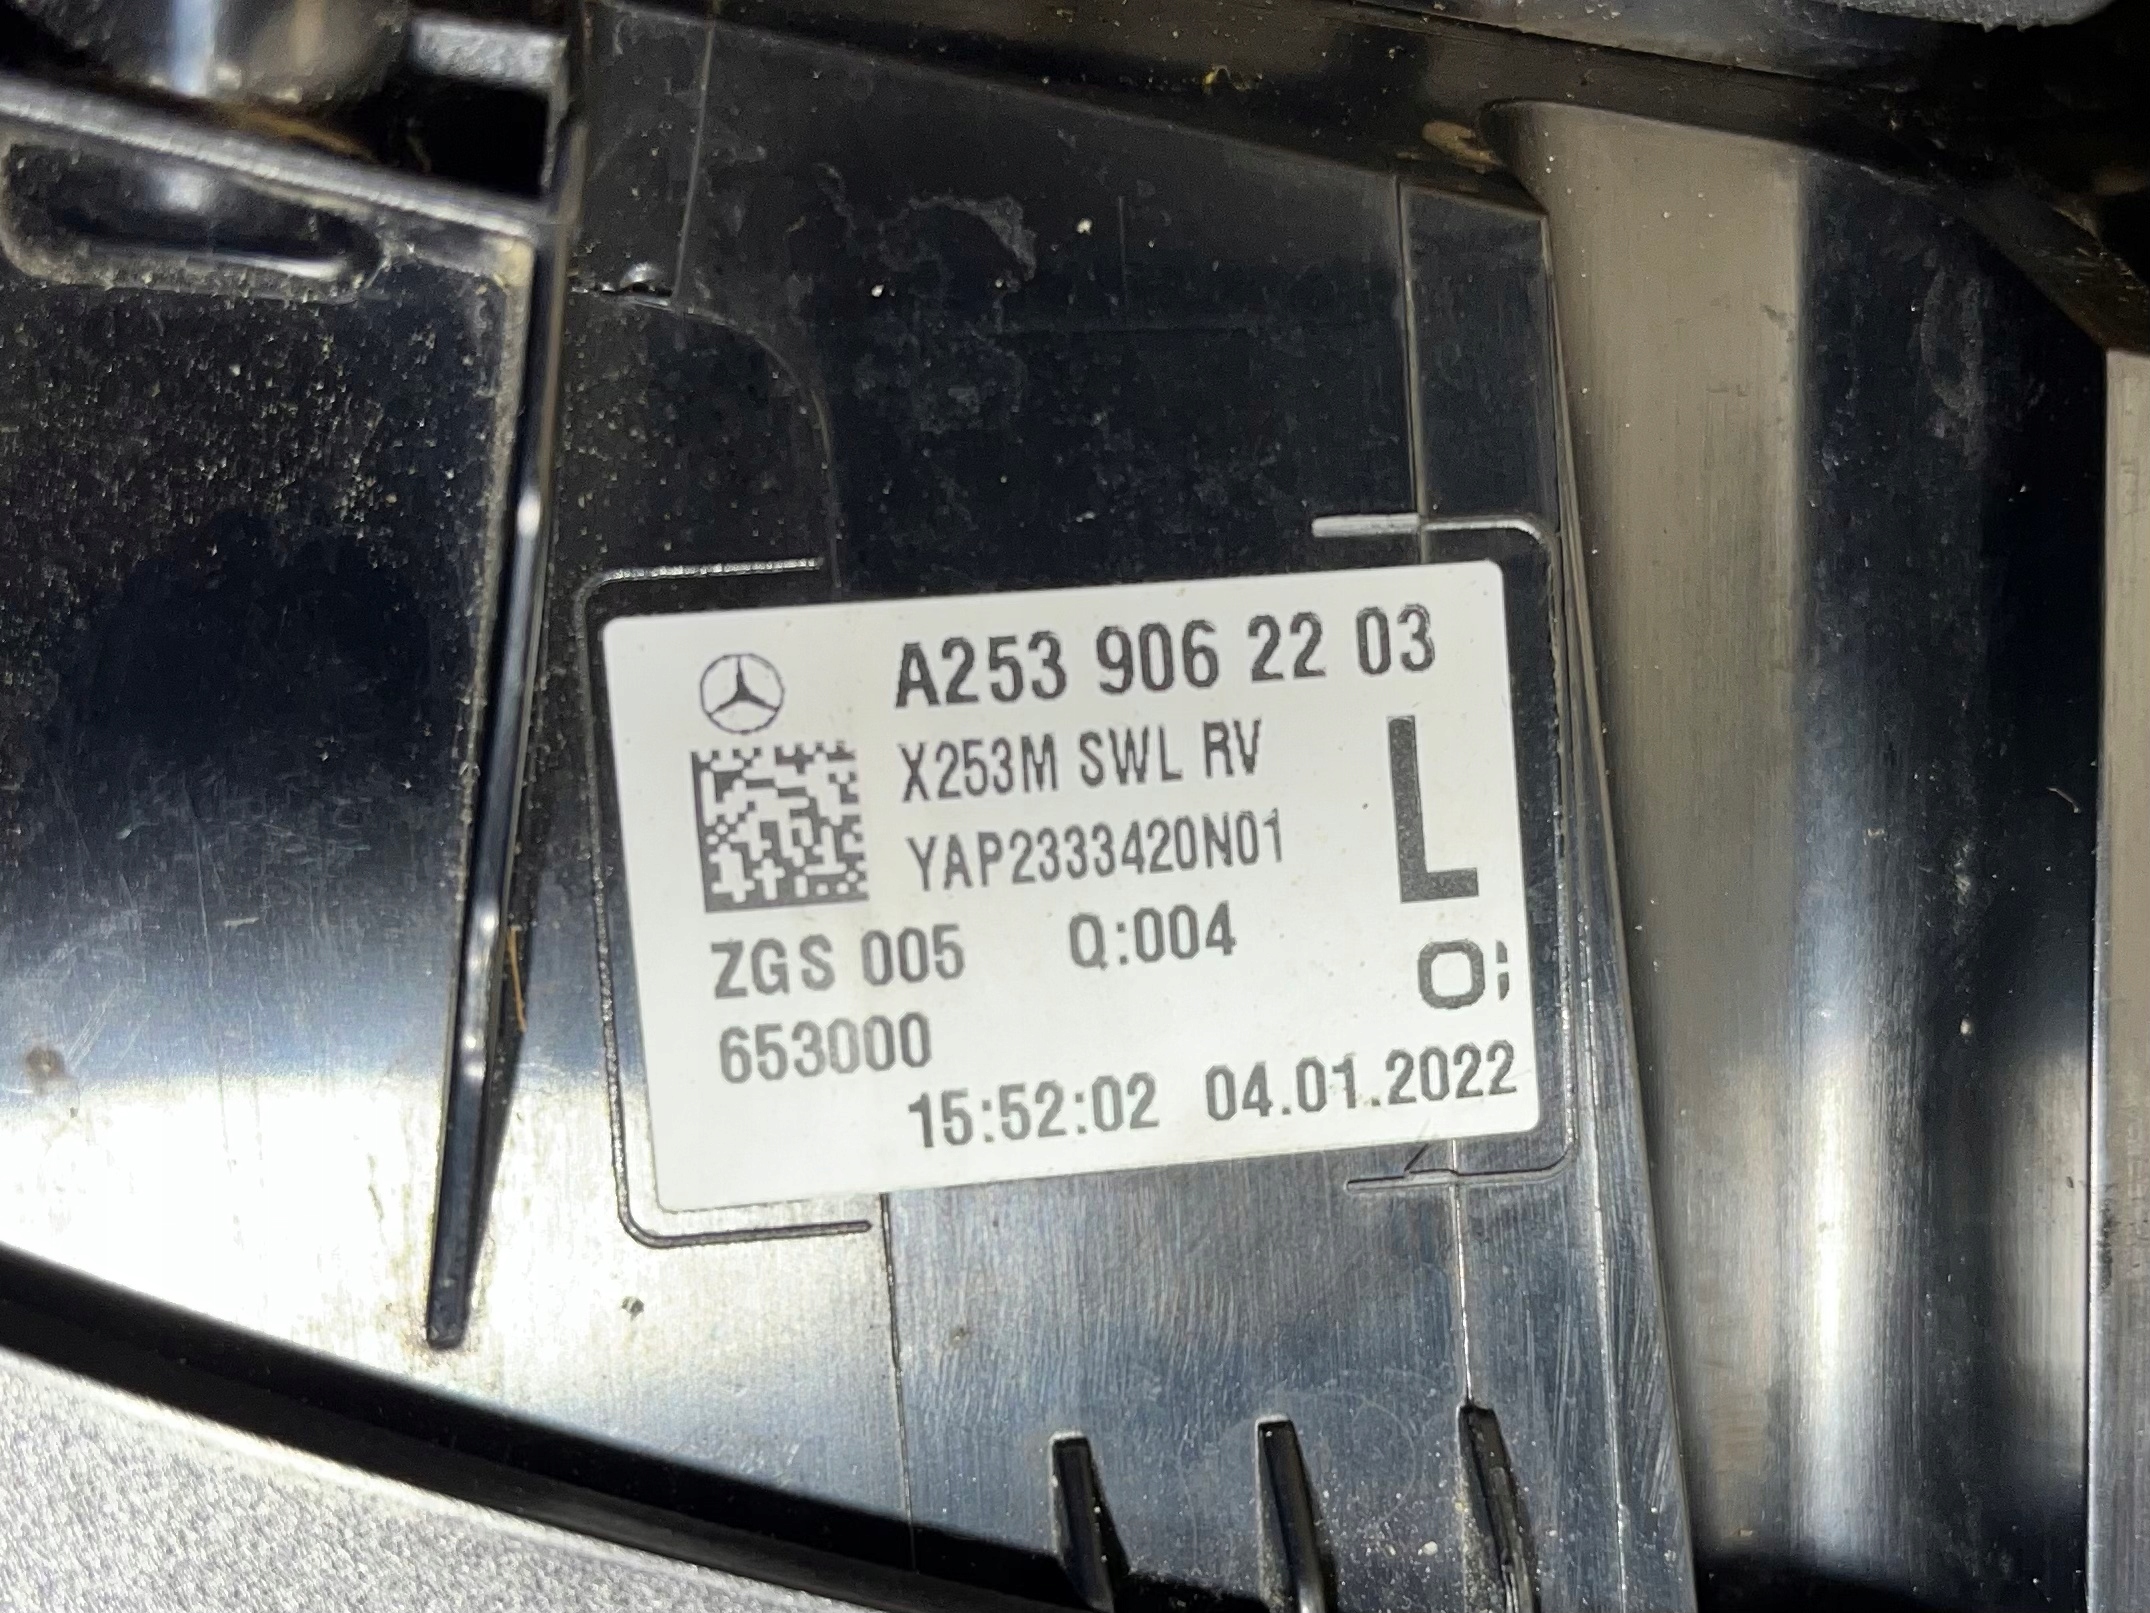 A253 906 22 03
X253M SWL RV
YAP2333420N01
L
ZGS 005 Q:004
O
653000
15:52:02 04.01.2022